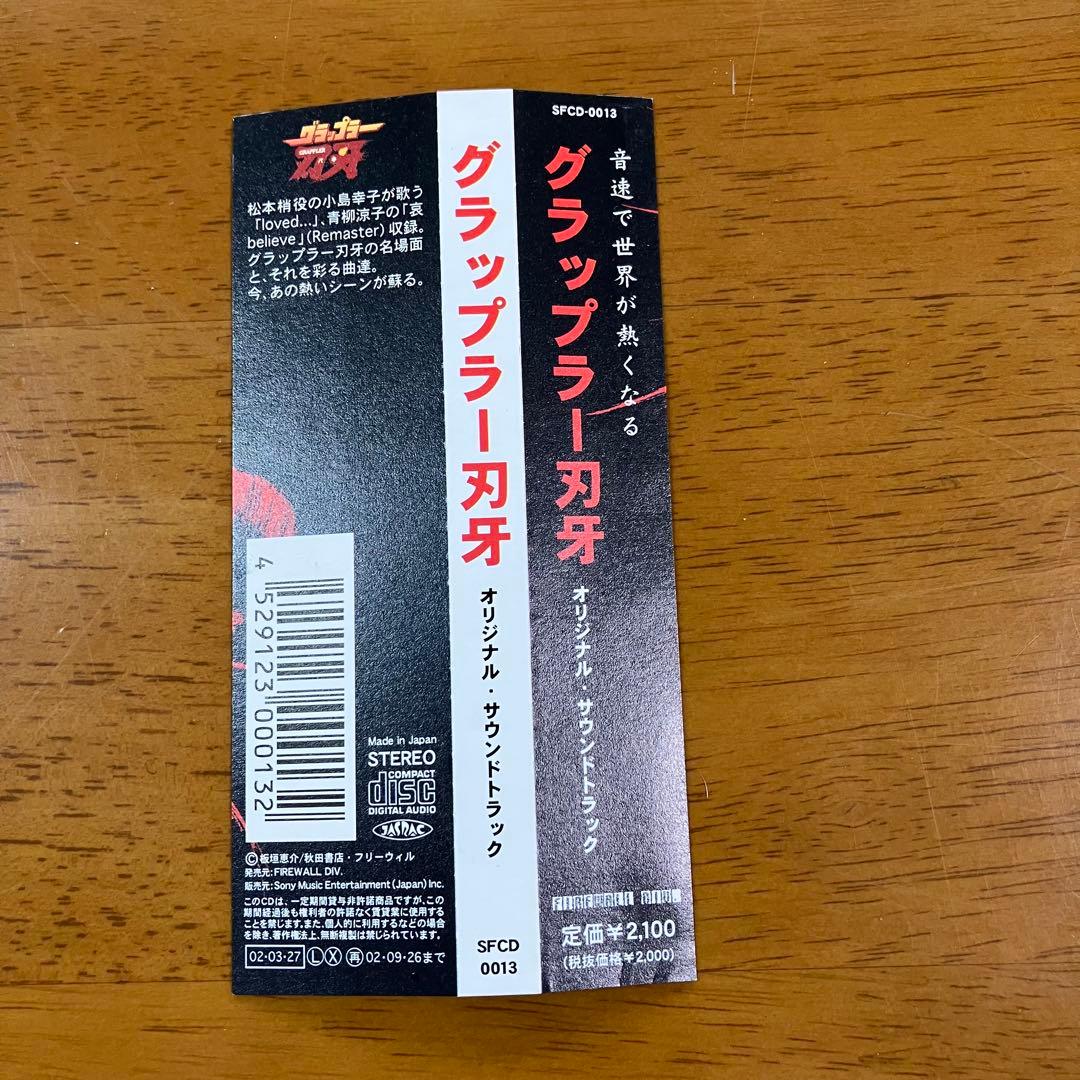 グラップラー
GRAPPLER
刃牙
松本梢役の小島幸子が歌う
「loved...」、青柳涼子の「哀
believe」(Remaster) 収録。
グラップラー刃牙の名場面
と、それを彩る曲達。
今、あの熱いシーンが蘇る。
4 529123 000132
Made in Japan
STEREO
COMPACT
disc
DIGITAL AUDIO
JASRAC
©板垣恵介/秋田書店・フリーウィル
発売元:FIREWALL DIV.
販売元:Sony Music Entertainment (Japan) Inc.
このCDは、一定期間貸与非許諾商品ですが、この
期間経過後も権利者の許諾なく賃貸業に使用する
ことを禁じます。また、個人的に利用するなどの場合
を除き、著作権法上、無断複製は禁じられています。
02・03・27 Ⓛ Ⓧ 再 02・09・26まで
グラップラー刃牙
オリジナル・サウンドトラック
SFCD
0013
SFCD-0013
音速で世界が熱くなる
グラップラー刃牙
オリジナル・サウンドトラック
FIREWALL DIV.
定価¥2,100
(税抜価格¥2,000)